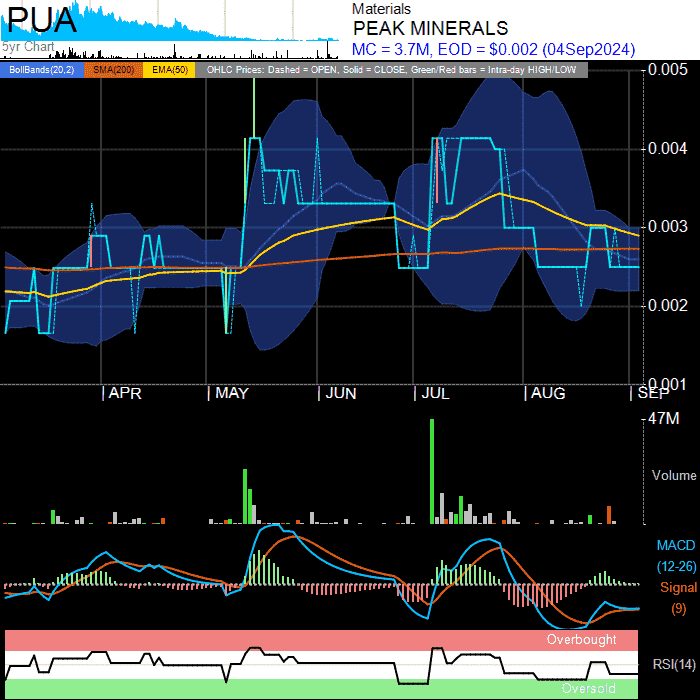 PUA
5yr Chart
Materials
PEAK MINERALS
MC = 3.7M, EOD = $0.002 (04Sep2024)
BollBands(20,2) SMA(200) EMA(50) OHLC Prices: Dashed = OPEN, Solid = CLOSE, Green/Red bars = Intra-day HIGH/LOW
0.005
0.004
0.003
0.002
0.001
APR MAY JUN JUL AUG SEP
47M
Volume
MACD
(12-26)
Signal
(9)
Overbought
RSI(14)
Oversold